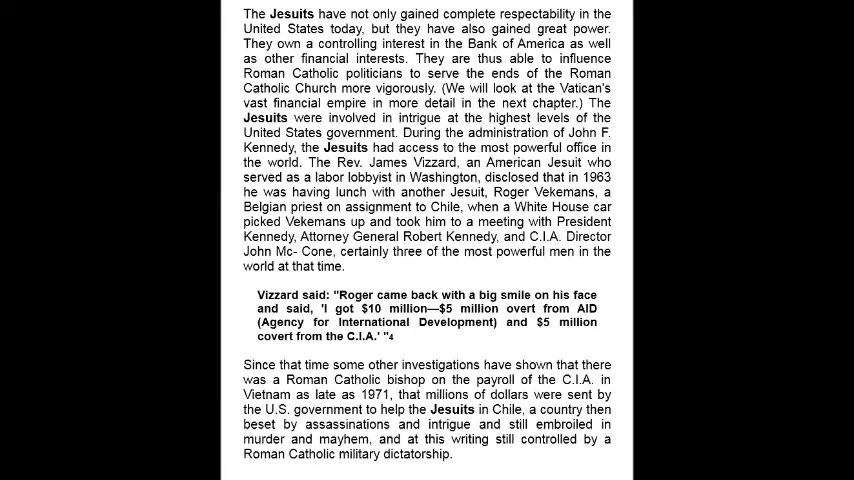 The Jesuits have not only gained complete respectability in the
United States today, but they have also gained great power.
They own a controlling interest in the Bank of America as well
as other financial interests. They are thus able to influence
Roman Catholic politicians to serve the ends of the Roman
Catholic Church more vigorously. (We will look at the Vatican's
vast financial empire in more detail in the next chapter.) The
Jesuits were involved in intrigue at the highest levels of the
United States government. During the administration of John F.
Kennedy, the Jesuits had access to the most powerful office in
the world. The Rev. James Vizzard, an American Jesuit who
served as a labor lobbyist in Washington, disclosed that in 1963
he was having lunch with another Jesuit, Roger Vekemans, a
Belgian priest on assignment to Chile, when a White House car
picked Vekemans up and took him to a meeting with President
Kennedy, Attorney General Robert Kennedy, and C.I.A. Director
John Mc- Cone, certainly three of the most powerful men in the
world at that time.
Vizzard said: "Roger came back with a big smile on his face
and said, 'I got $10 million—$5 million overt from AID
(Agency for International Development) and $5 million
covert from the C.I.A.' "4
Since that time some other investigations have shown that there
was a Roman Catholic bishop on the payroll of the C.I.A. in
Vietnam as late as 1971, that millions of dollars were sent by
the U.S. government to help the Jesuits in Chile, a country then
beset by assassinations and intrigue and still embroiled in
murder and mayhem, and at this writing still controlled by a
Roman Catholic military dictatorship.